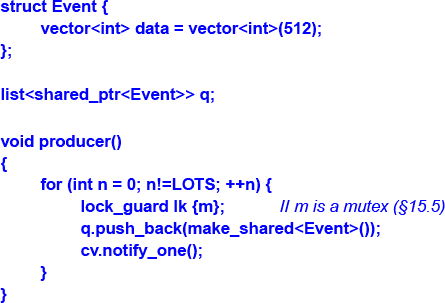 struct Event {
vector<int> data = vector<int>(512);
};
list<shared_ptr<Event>> q;
void producer()
{
for (int n = 0; n!=LOTS; ++n) {
lock_guard lk {m}; // m is a mutex (§15.5)
q.push_back(make_shared<Event>());
cv.notify_one();
}
}